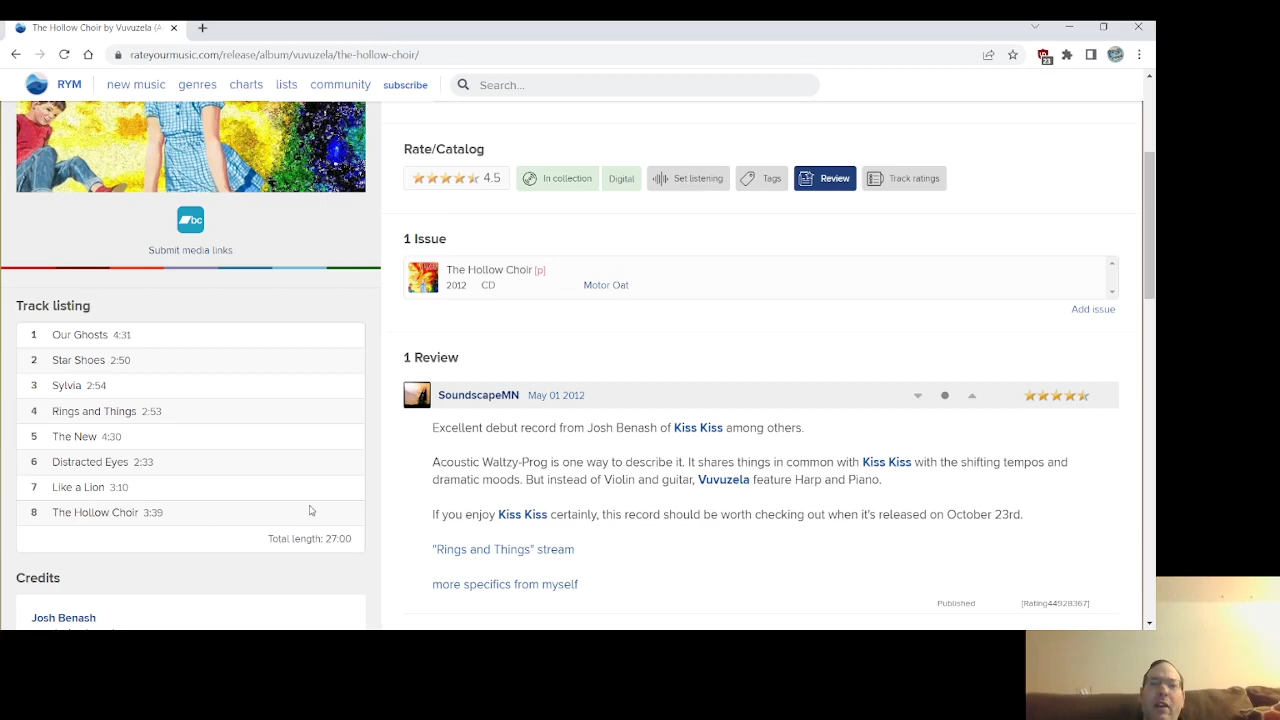 The Hollow Choir by Vuvuzela (A
rateyourmusic.com/release/album/vuvuzela/the-hollow-choir/
23
RYM
new music
genres
charts
lists
community
subscribe
Search...
Rate/Catalog
4.5
In collection
Digital
Set listening
Tags
Review
Track ratings
bc
Submit media links
1 Issue
The Hollow Choir [p]
2012 CD Motor Oat
Add issue
Track listing
1 Our Ghosts 4:31
2 Star Shoes 2:50
3 Sylvia 2:54
4 Rings and Things 2:53
5 The New 4:30
6 Distracted Eyes 2:33
7 Like a Lion 3:10
8 The Hollow Choir 3:39
Total length: 27:00
Credits
Josh Benash
1 Review
SoundscapeMN May 01 2012
Excellent debut record from Josh Benash of Kiss Kiss among others.
Acoustic Waltzy-Prog is one way to describe it. It shares things in common with Kiss Kiss with the shifting tempos and
dramatic moods. But instead of Violin and guitar, Vuvuzela feature Harp and Piano.
If you enjoy Kiss Kiss certainly, this record should be worth checking out when it's released on October 23rd.
"Rings and Things" stream
more specifics from myself
Published [Rating44928367]